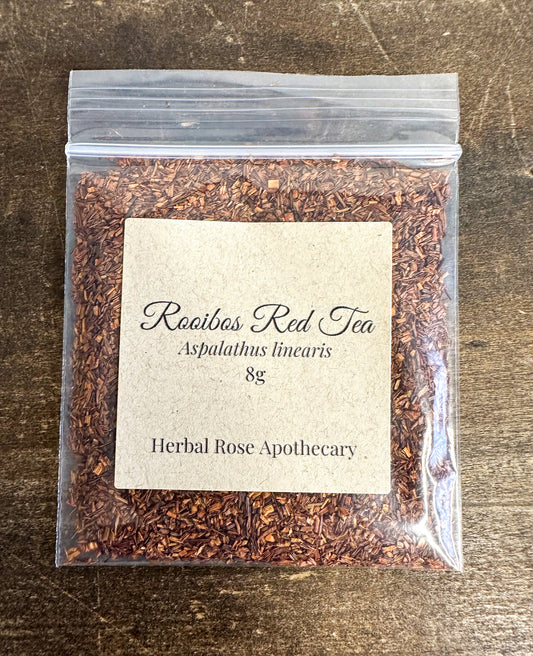 Rooibos Red Tea
Aspalathus linearis
8g
Herbal Rose Apothecary